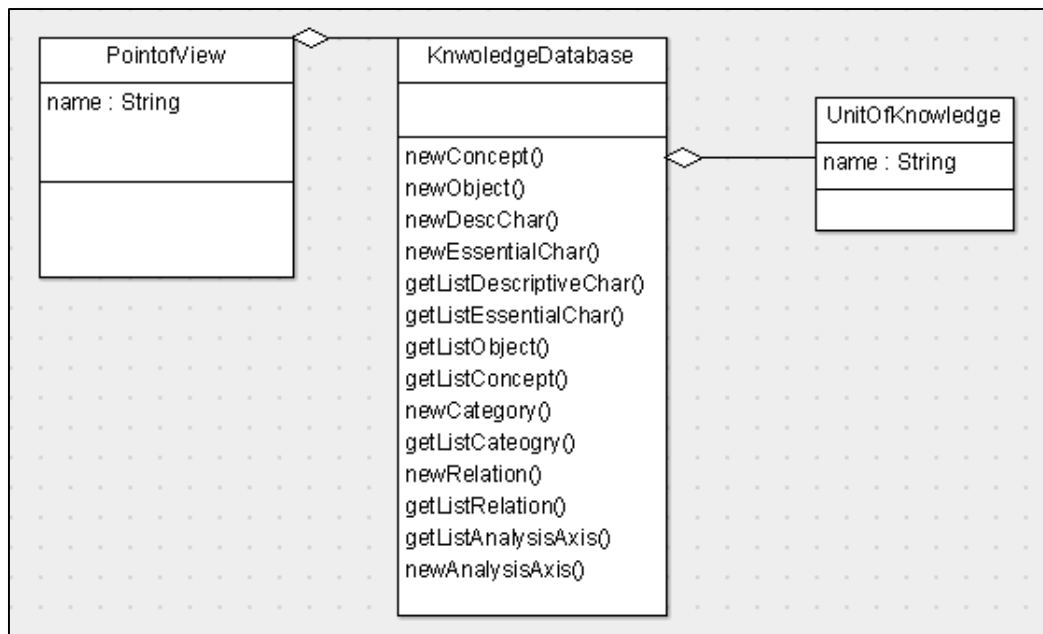 PointofView
name : String
KnwoledgeDatabase
newConcept()
newObject()
newDescChar()
newEssentialChar()
getListDescriptiveChar()
getListEssentialChar()
getListObject()
getListConcept()
newCategory()
getListCateogry()
newRelation()
getListRelation()
getListAnalysisAxis()
newAnalysisAxis()
UnitOfKnowledge
name : String